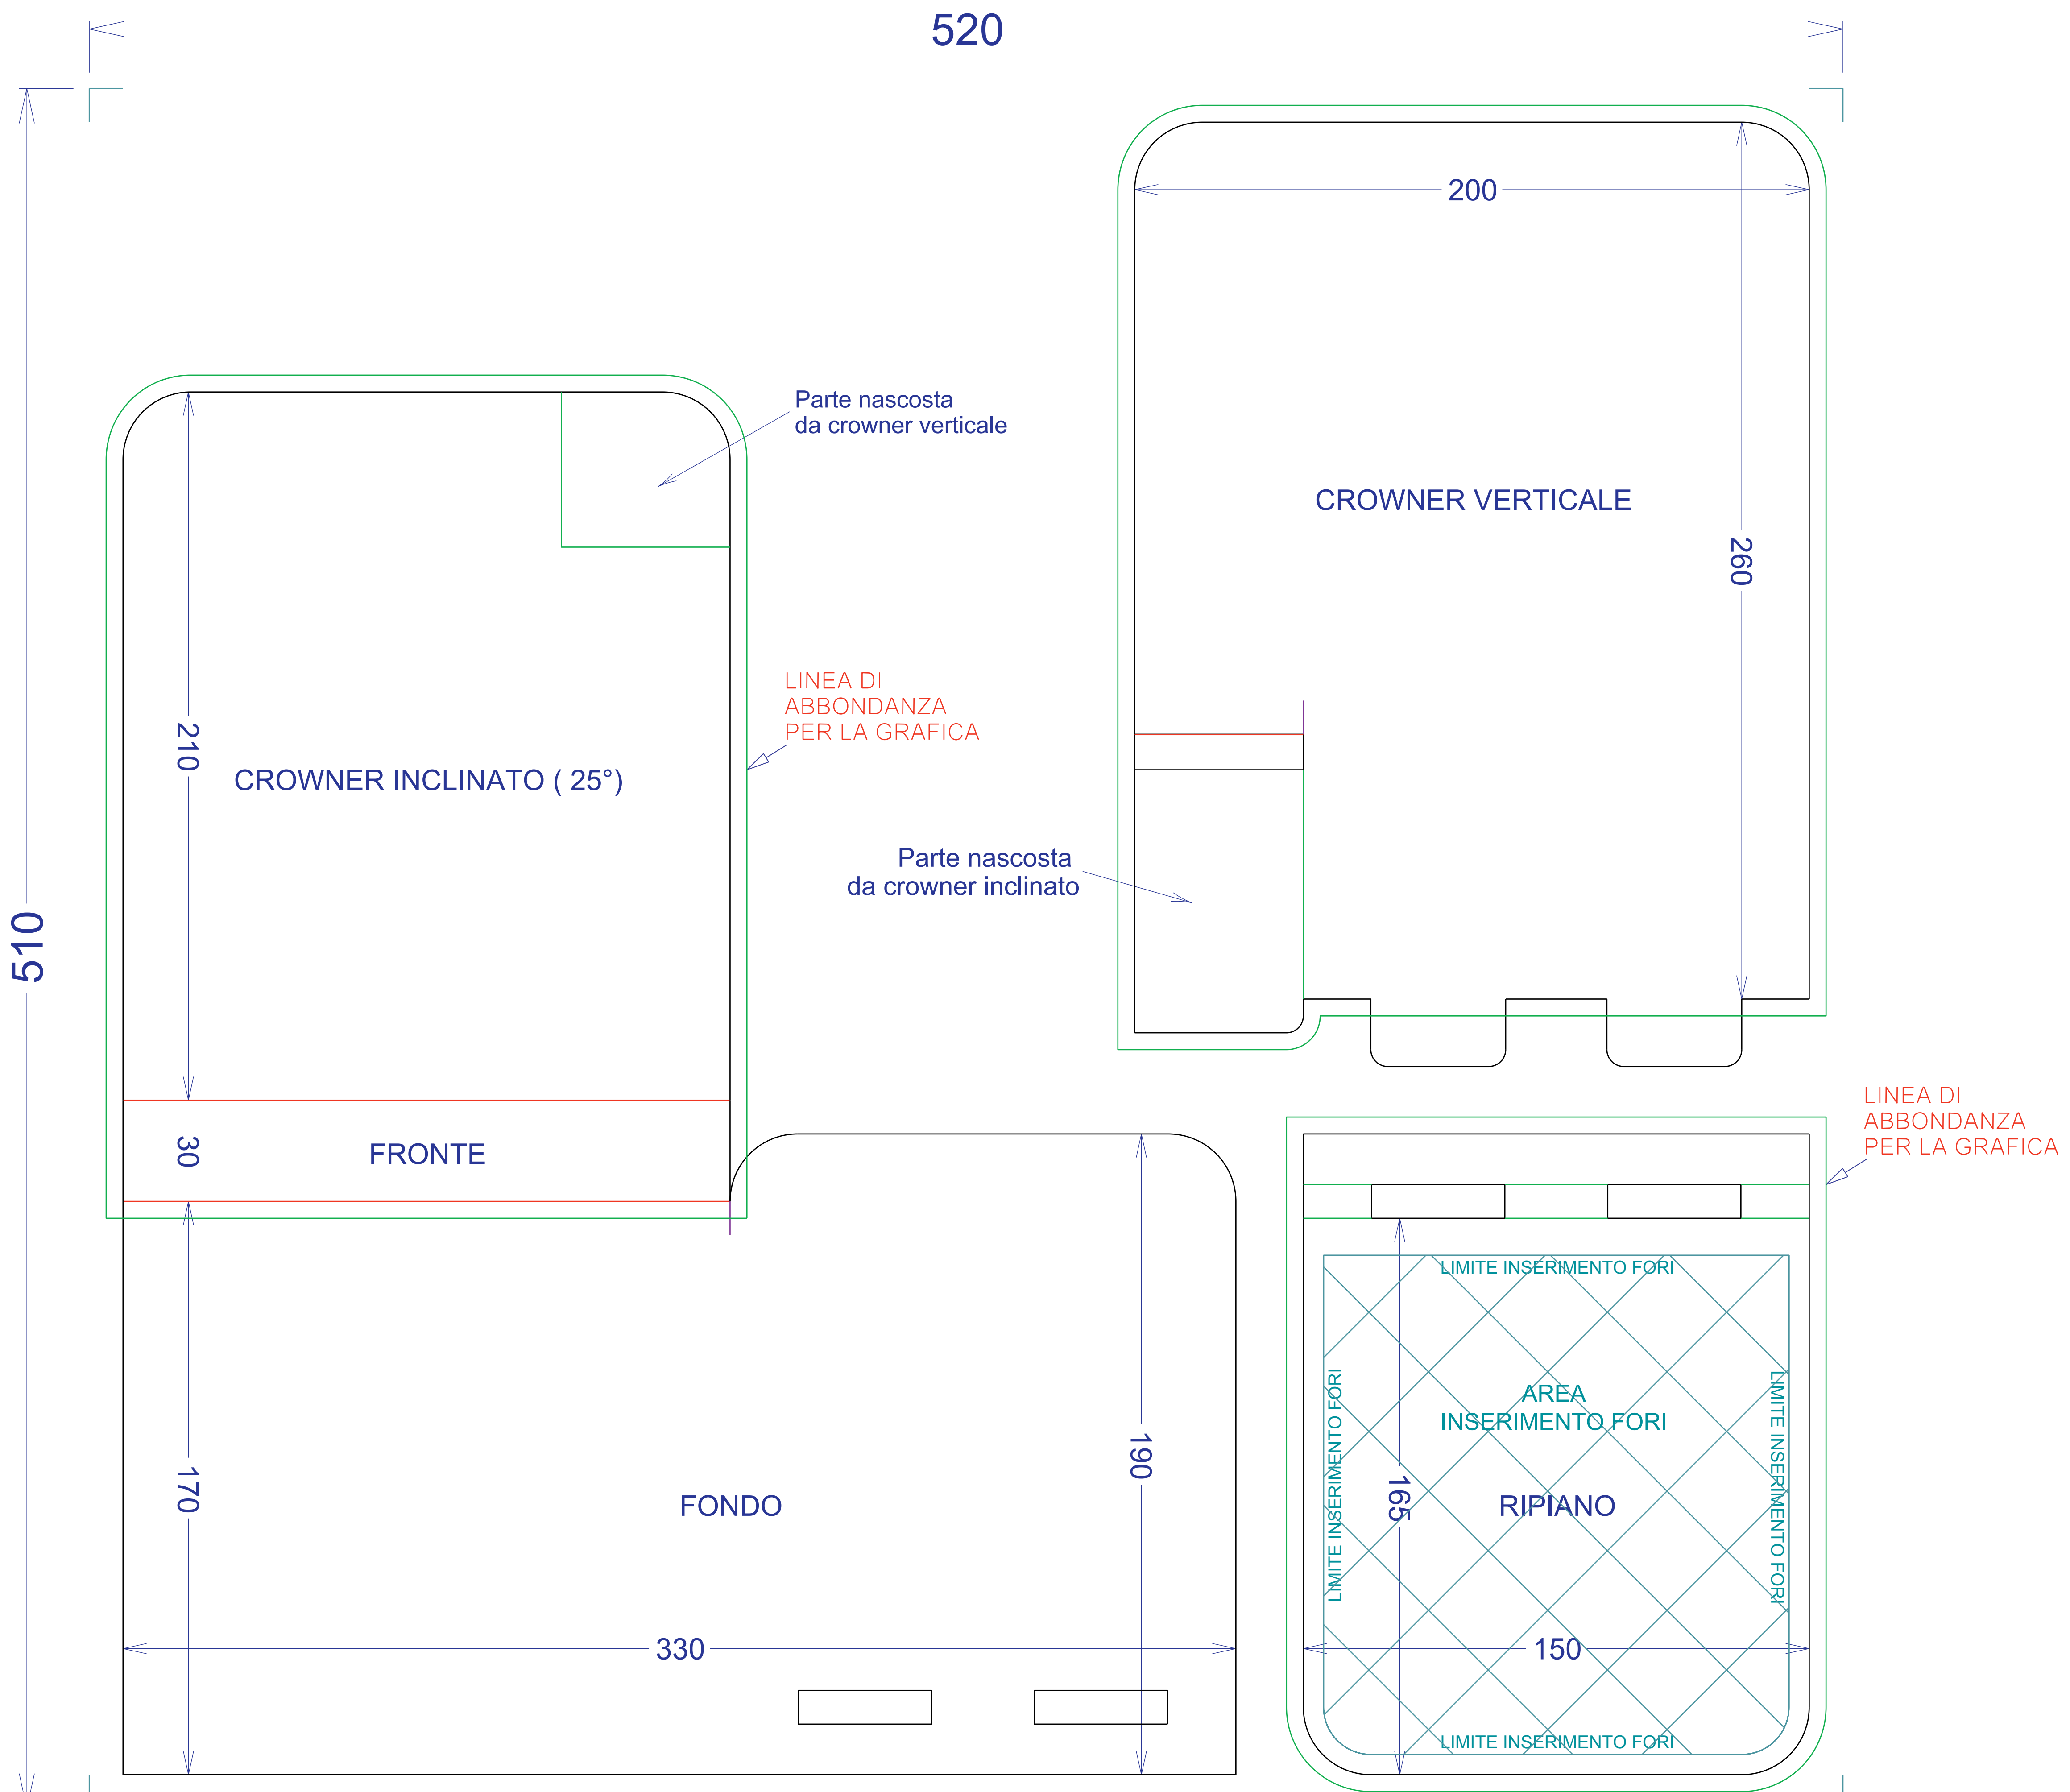 520
200
Parte nascosta
da crowner verticale
CROWNER VERTICALE
260
LINEA DI
ABBONDANZA
PER LA GRAFICA
210
CROWNER INCLINATO ( 25°)
Parte nascosta
da crowner inclinato
510
LINEA DI
ABBONDANZA
PER LA GRAFICA
30
FRONTE
LIMITE INSERIMENTO FORI
AREA
INSERIMENTO FORI
LIMITE INSERIMENTO FORI
LIMITE INSERIMENTO FORI
190
170
FONDO
165
RIPIANO
330
150
LIMITE INSERIMENTO FORI